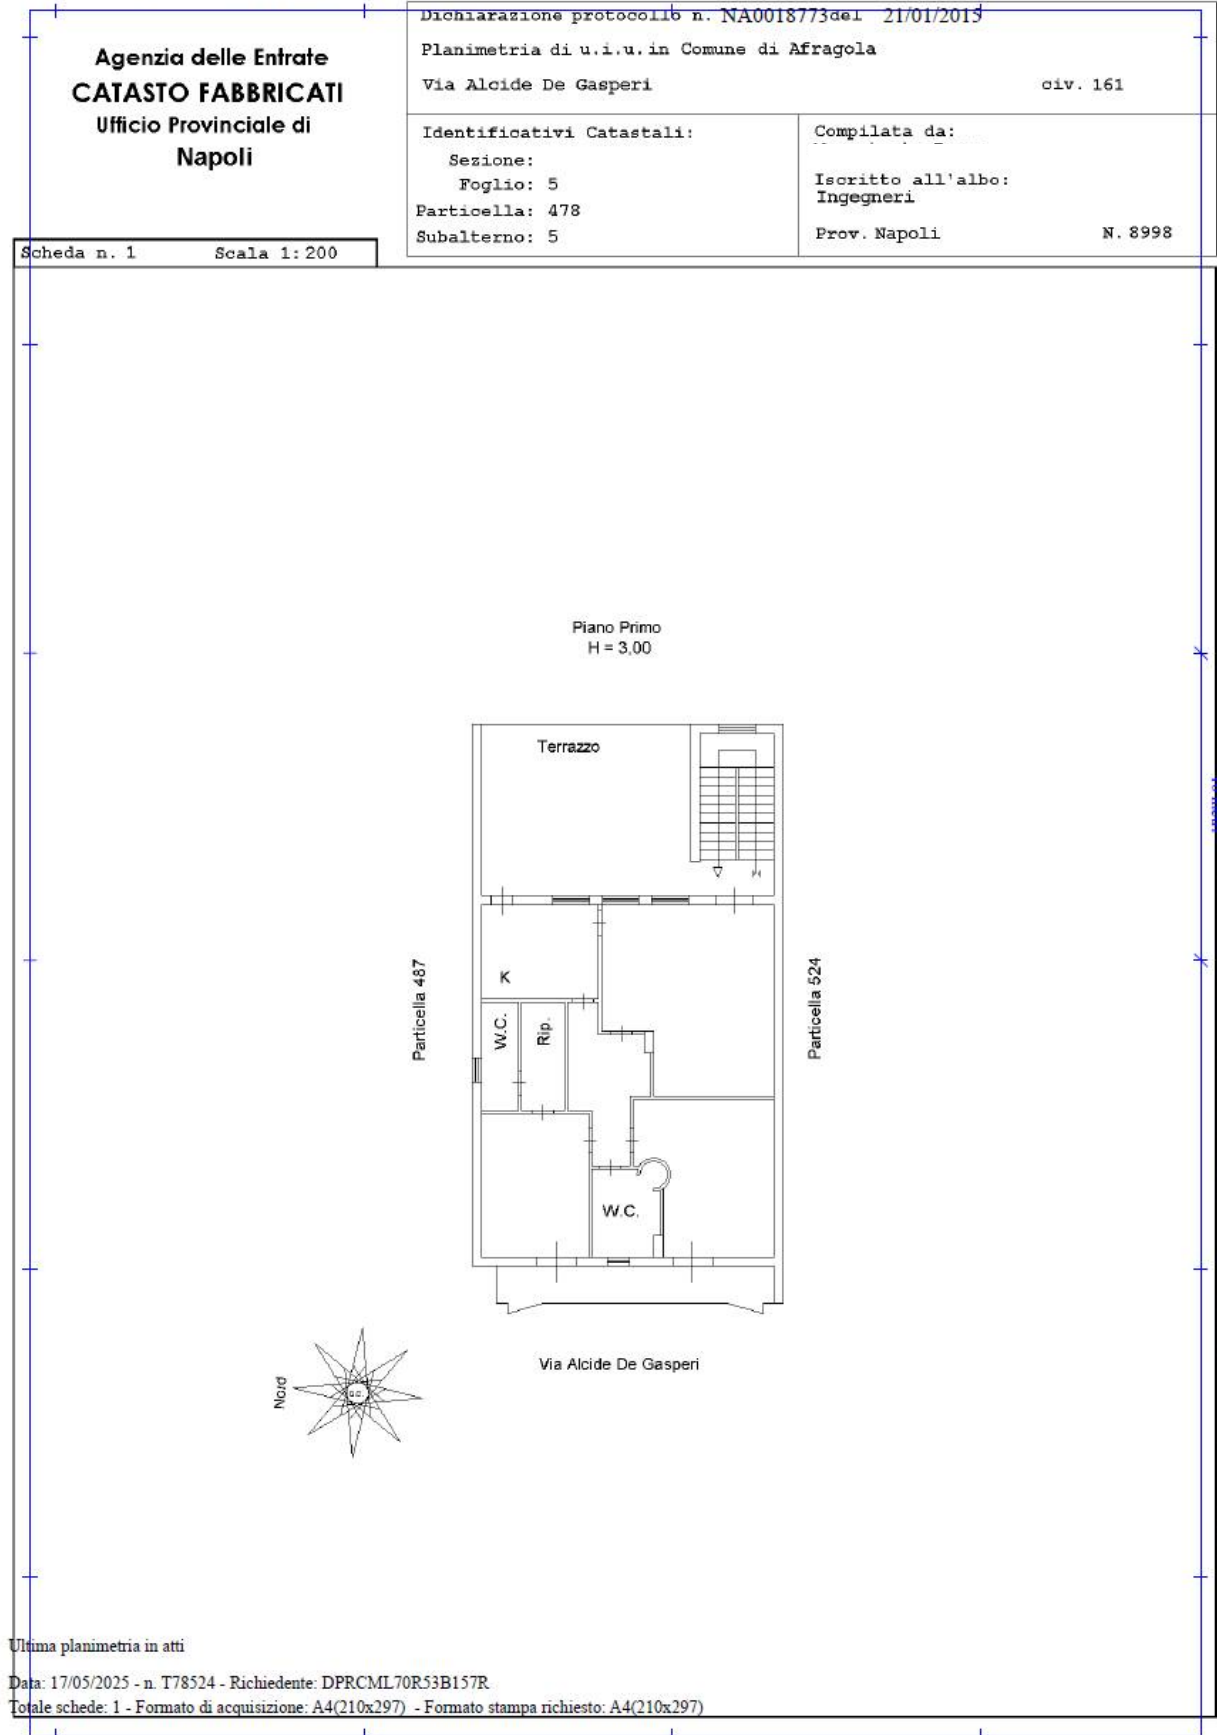 Agenzia delle Entrate
CATASTO FABBRICATI
Ufficio Provinciale di
Napoli
Dichiarazione protocollo n. NA0018773del 21/01/2015
Planimetria di u.i.u. in Comune di Afragola
Via Alcide De Gasperi civ. 161
Identificativi Catastali:
Sezione:
Foglio: 5
Particella: 478
Subalterno: 5
Compilata da:
Iscritto all'albo:
Ingegneri
Prov. Napoli N. 8998
Scheda n. 1 Scala 1:200
Piano Primo
H = 3,00
Terrazzo
K
W.C.
Rip.
Particella 487
Particella 524
W.C.
Via Alcide De Gasperi
Nord
Ultima planimetria in atti
Data: 17/05/2025 - n. T78524 - Richiedente: DPRCML70R53B157R
Totale schede: 1 - Formato di acquisizione: A4(210x297) - Formato stampa richiesto: A4(210x297)